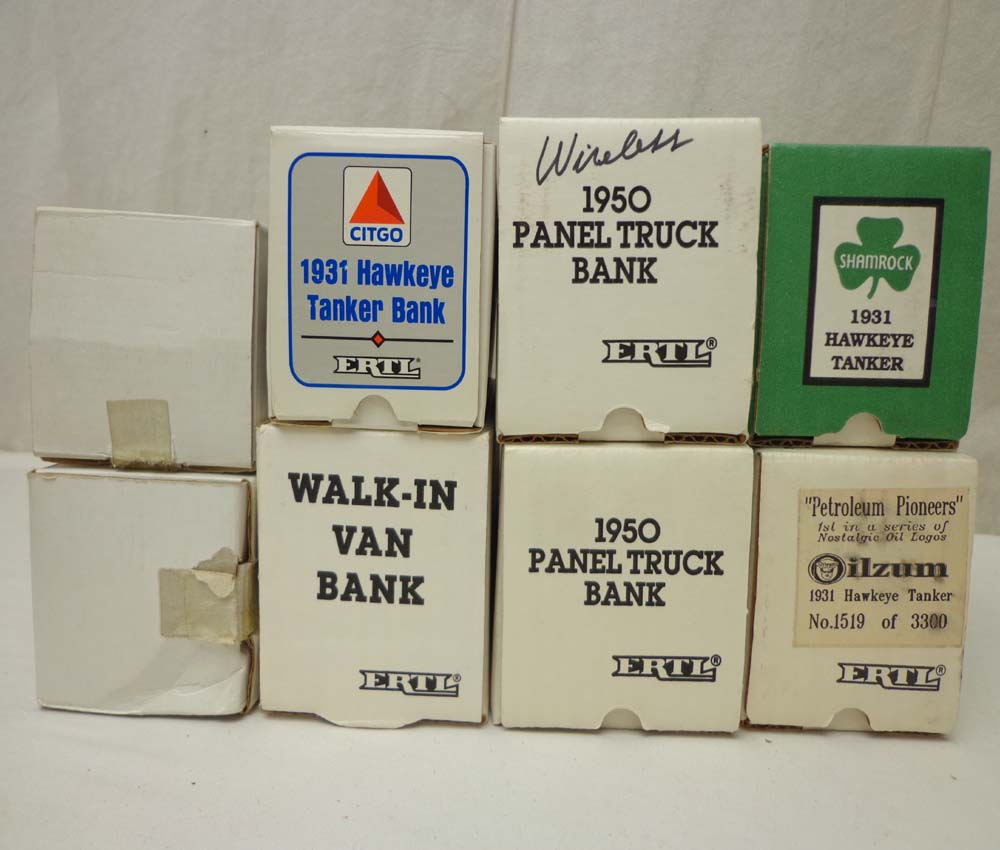 CITGO
1931 Hawkeye
Tanker Bank
ERTL®
Wireless
1950
PANEL TRUCK
BANK
ERTL®
SHAMROCK
1931
HAWKEYE
TANKER
WALK-IN
VAN
BANK
ERTL®
1950
PANEL TRUCK
BANK
ERTL®
"Petroleum Pioneers"
1st in a series of
Nostalgic Oil Logos
Oilzum
1931 Hawkeye Tanker
No.1519 of 3300
ERTL®